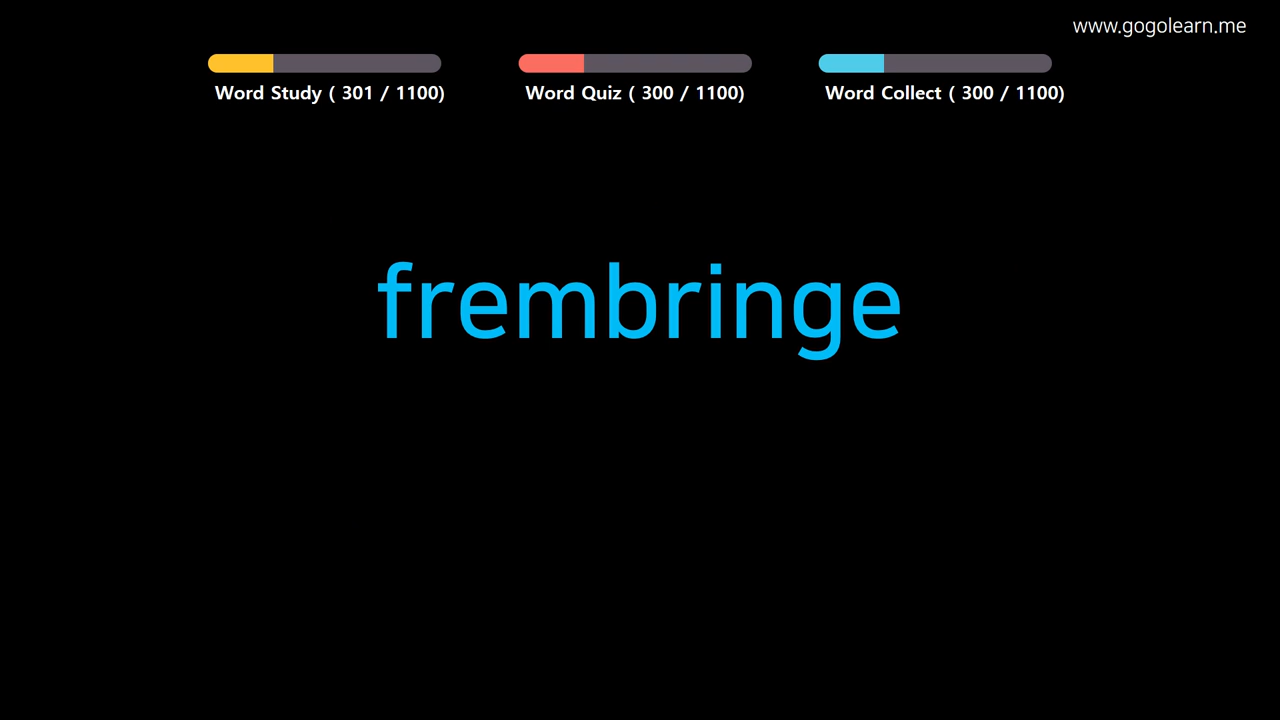 www.gogolearn.me
Word Study ( 301 / 1100)
Word Quiz ( 300 / 1100)
Word Collect ( 300 / 1100)
frembringe